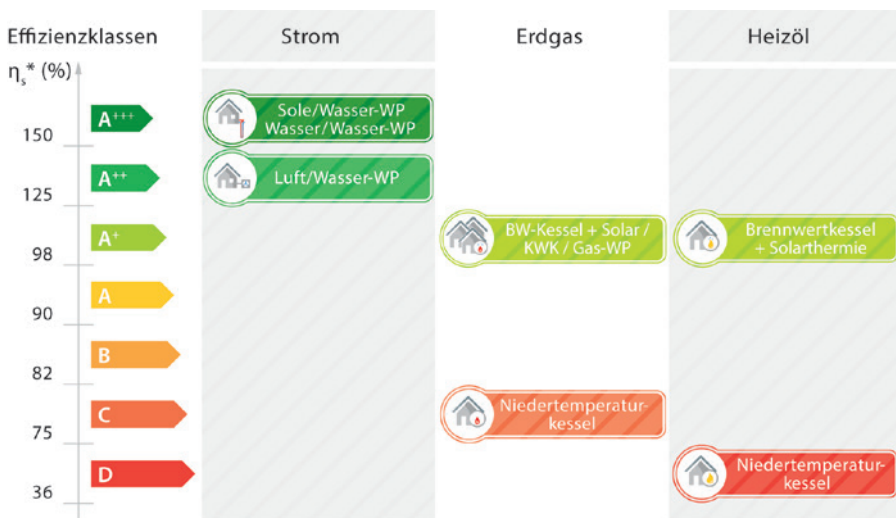 Effizienzklassen
Strom
Erdgas
Heizöl
ηs* (%)
A+++
Sole/Wasser-WP
Wasser/Wasser-WP
150
A++
Luft/Wasser-WP
125
A+
BW-Kessel + Solar /
KWK / Gas-WP
Brennwertkessel
+ Solarthermie
98
A
90
B
82
C
Niedertemperatur-
kessel
75
D
Niedertemperatur-
kessel
36